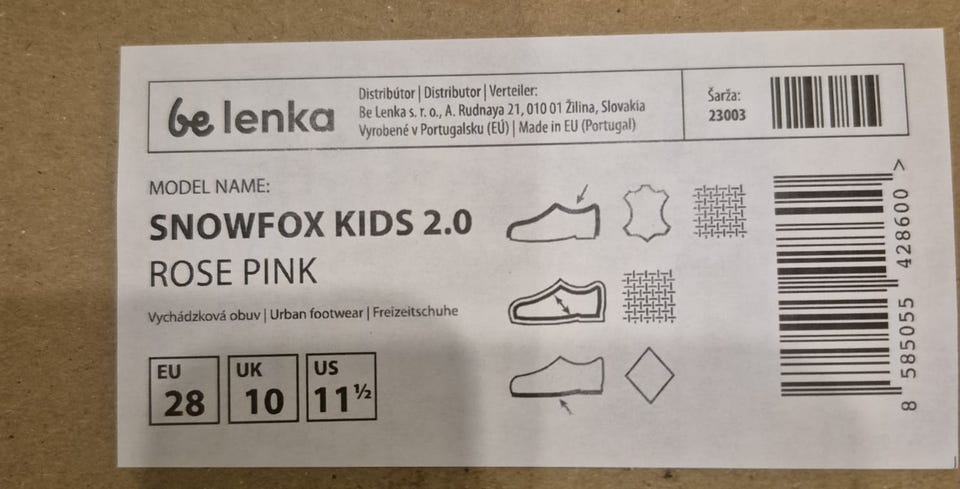 be lenka
Distribútor | Distributor | Verteiler:
Be Lenka s. r. o., A. Rudnaya 21, 010 01 Žilina, Slovakia
Vyrobené v Portugalsku (EÚ) | Made in EU (Portugal)
Šarža:
23003
MODEL NAME:
SNOWFOX KIDS 2.0
ROSE PINK
Vychádzková obuv | Urban footwear | Freizeitschuhe
EU
28
UK
10
US
11½
8 585055 428600 >